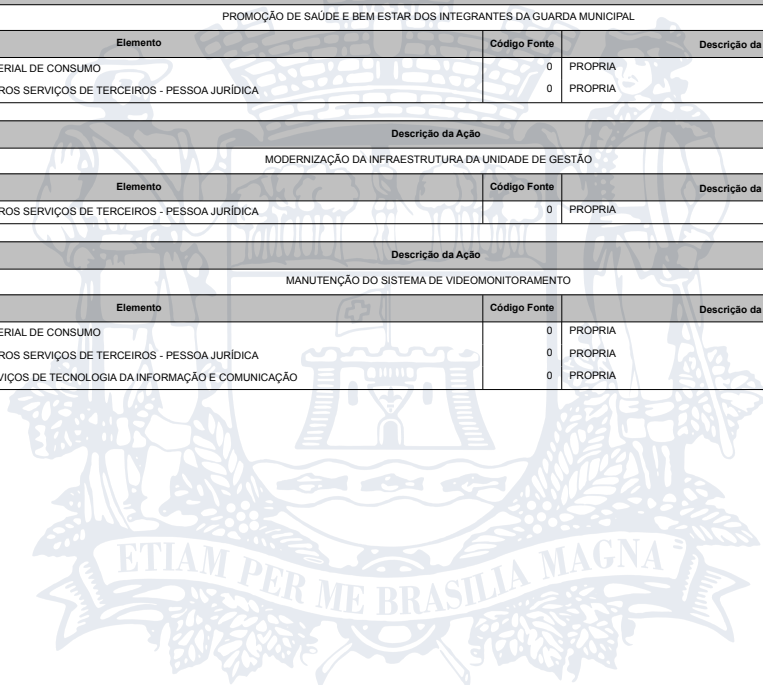 PROMOÇÃO DE SAÚDE E BEM ESTAR DOS INTEGRANTES DA GUARDA MUNICIPAL
Elemento Código Fonte Descrição da
ERIAL DE CONSUMO 0 PROPRIA
ROS SERVIÇOS DE TERCEIROS - PESSOA JURÍDICA 0 PROPRIA
Descrição da Ação
MODERNIZAÇÃO DA INFRAESTRUTURA DA UNIDADE DE GESTÃO
Elemento Código Fonte Descrição da
ROS SERVIÇOS DE TERCEIROS - PESSOA JURÍDICA 0 PROPRIA
Descrição da Ação
MANUTENÇÃO DO SISTEMA DE VIDEOMONITORAMENTO
Elemento Código Fonte Descrição da
ERIAL DE CONSUMO 0 PROPRIA
ROS SERVIÇOS DE TERCEIROS - PESSOA JURÍDICA 0 PROPRIA
VIÇOS DE TECNOLOGIA DA INFORMAÇÃO E COMUNICAÇÃO 0 PROPRIA
ETIAM PER ME BRASILIA MAGNA